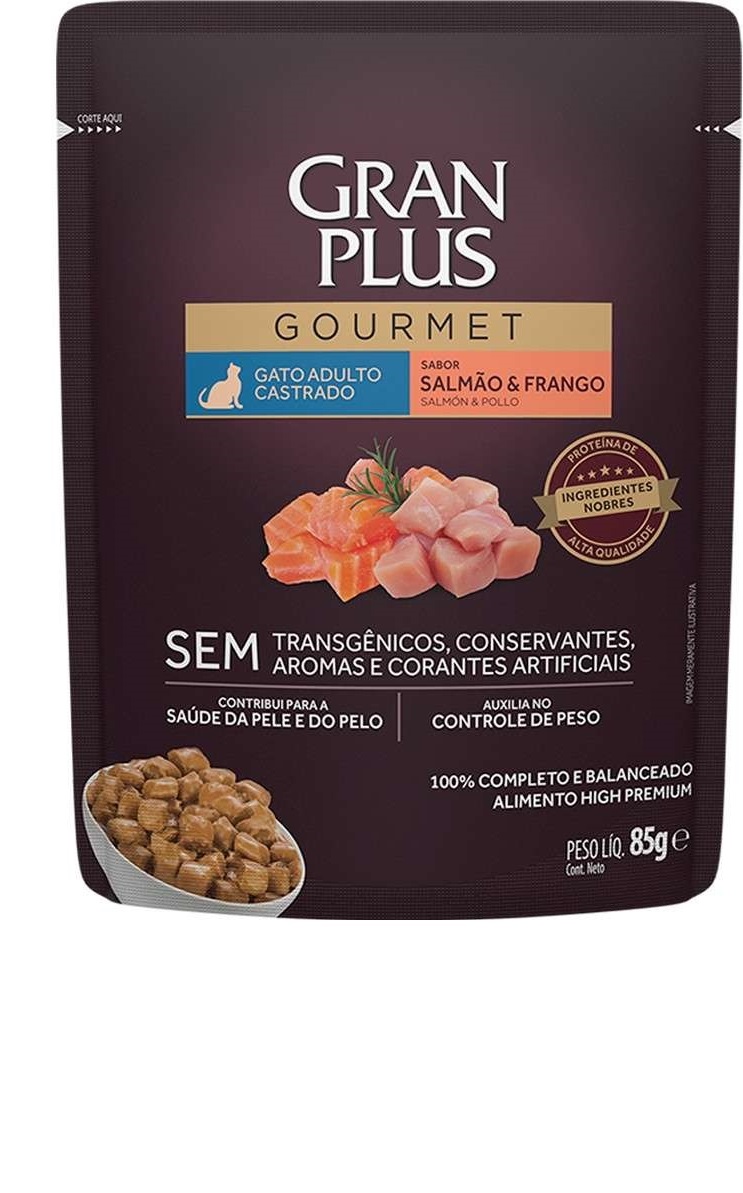 CORTE AQUI
GRAN
PLUS
GOURMET
GATO ADULTO
CASTRADO
SABOR
SALMÃO & FRANGO
SALMÓN & POLLO
PROTEÍNA DE
INGREDIENTES
NOBRES
ALTA QUALIDADE
IMAGEM MERAMENTE ILUSTRATIVA
SEM TRANSGÊNICOS, CONSERVANTES,
AROMAS E CORANTES ARTIFICIAIS
CONTRIBUI PARA A
SAÚDE DA PELE E DO PELO
AUXILIA NO
CONTROLE DE PESO
100% COMPLETO E BALANCEADO
ALIMENTO HIGH PREMIUM
PESO LÍQ. 85g e
Cont. Neto